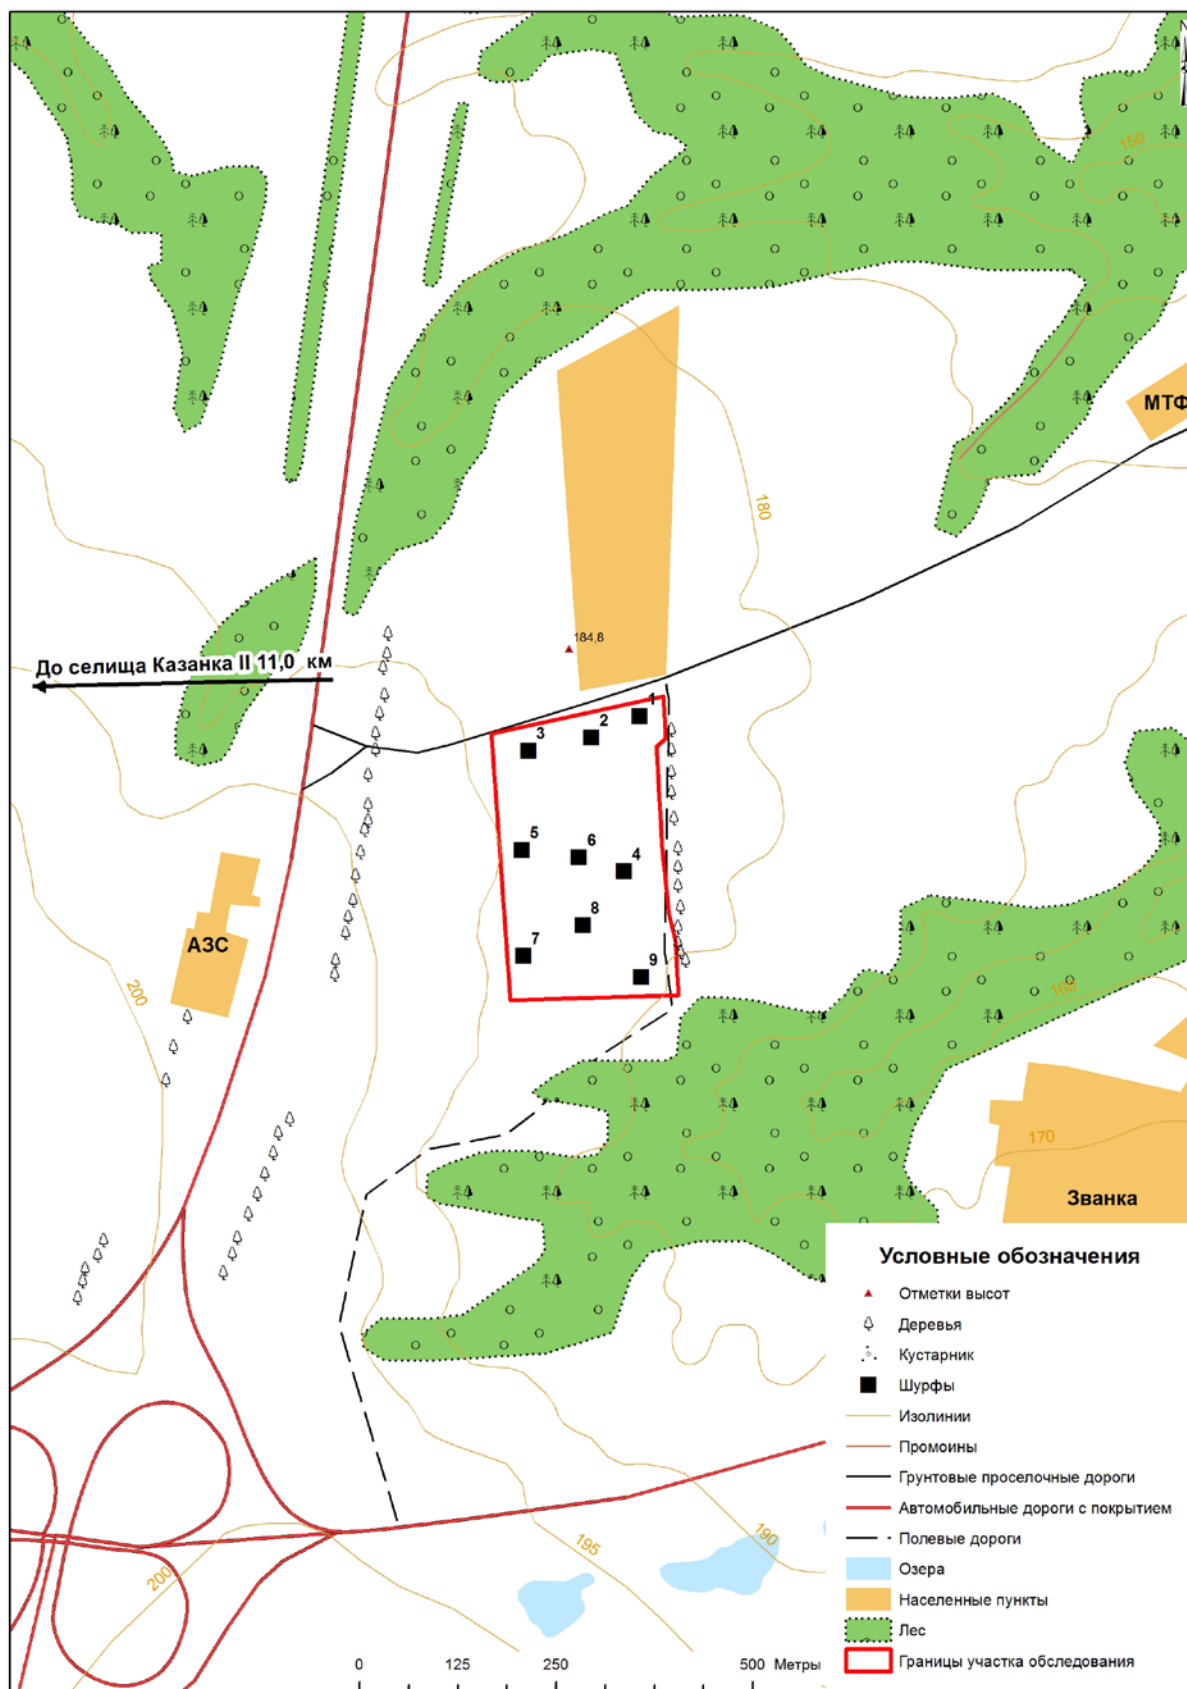 N
150
МТФ
180
184,8
До селища Казанка II 11,0 км
1
2
3
5
6
4
8
7
9
АЗС
200
160
170
Званка
Условные обозначения
Отметки высот
Деревья
Кустарник
Шурфы
Изолинии
Промоины
Грунтовые проселочные дороги
Автомобильные дороги с покрытием
Полевые дороги
Озера
Населенные пункты
Лес
Границы участка обследования
195
190
200
0 125 250 500 Метры